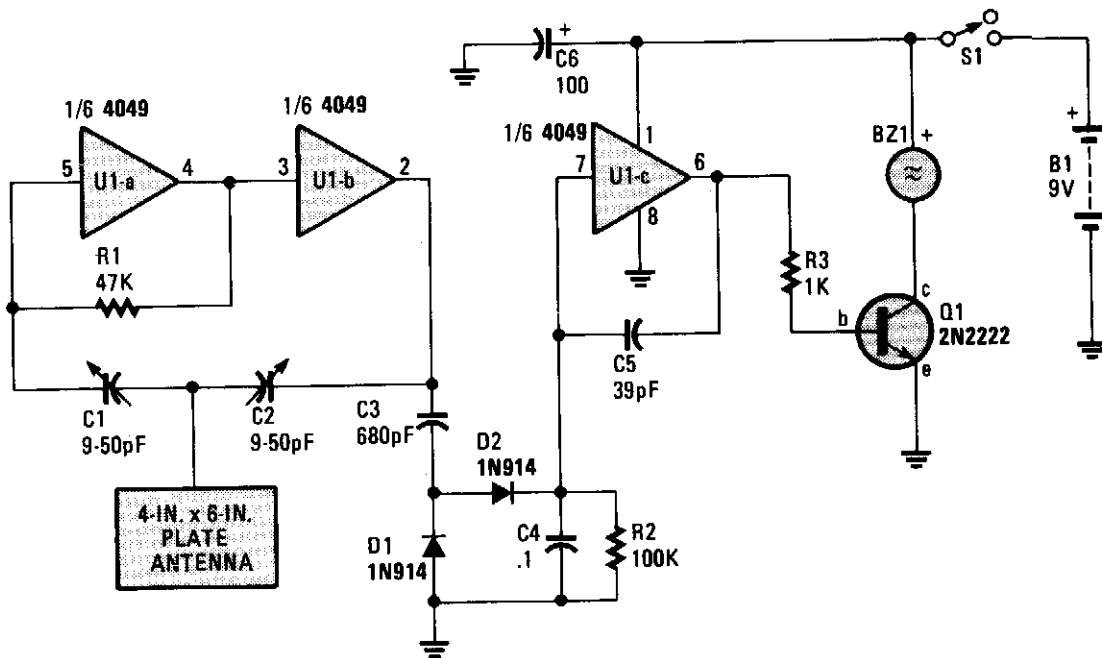 1/6 4049
5
U1-a
4
R1
47K
1/6 4049
3
U1-b
2
C1
9-50pF
C2
9-50pF
4-IN. x 6-IN.
PLATE
ANTENNA
C3
680pF
D1
1N914
D2
1N914
C4
.1
R2
100K
+
C6
100
1/6 4049
7
U1-c
1
6
8
C5
39pF
R3
1K
BZ1
+
≈
b
c
e
Q1
2N2222
S1
+
B1
9V